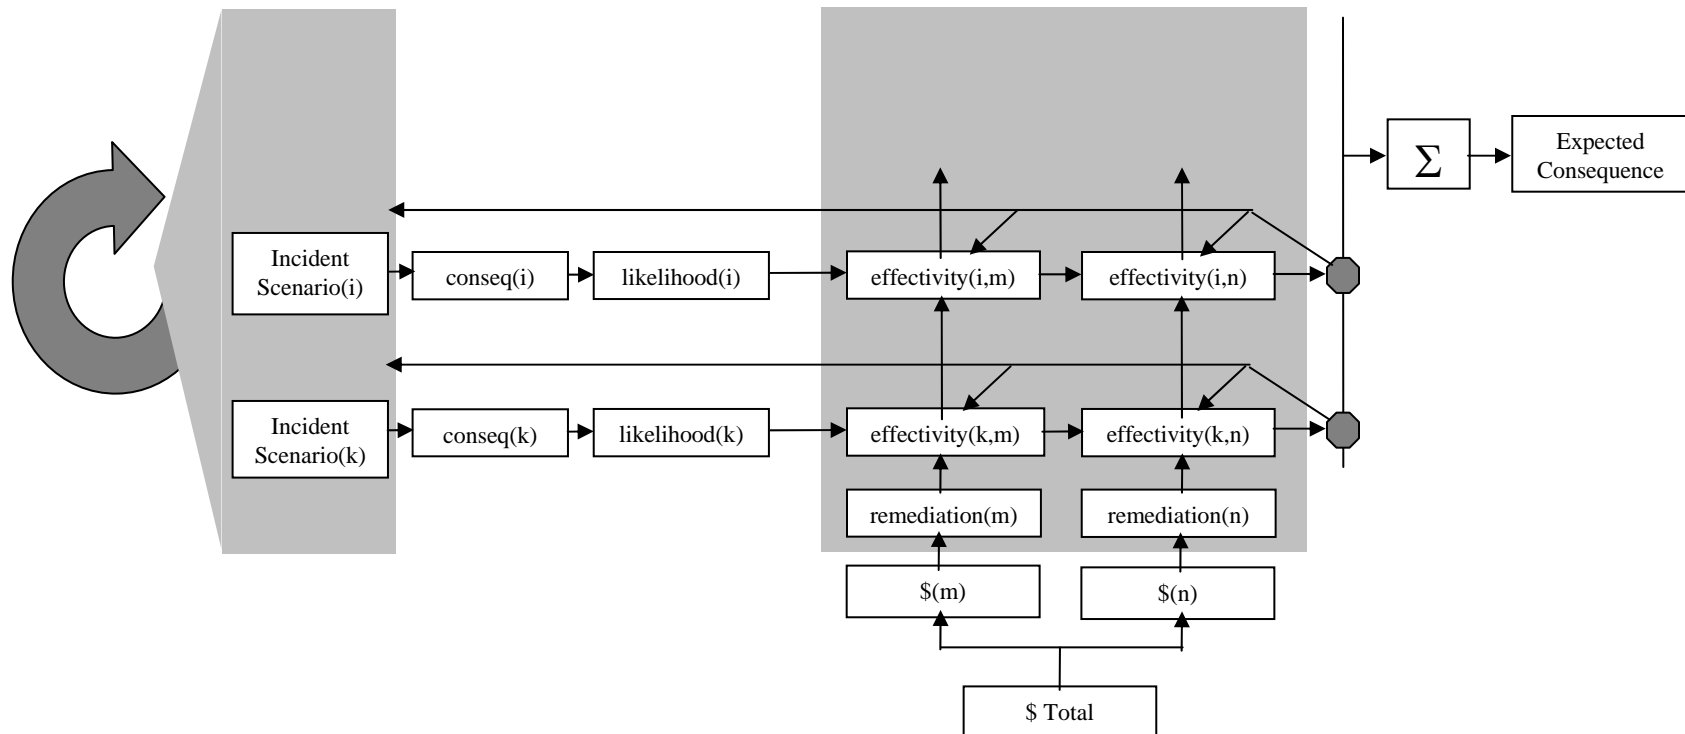 Σ
Expected
Consequence
Incident
Scenario(i)
conseq(i)
likelihood(i)
effectivity(i,m)
effectivity(i,n)
Incident
Scenario(k)
conseq(k)
likelihood(k)
effectivity(k,m)
effectivity(k,n)
remediation(m)
remediation(n)
$(m)
$(n)
$ Total